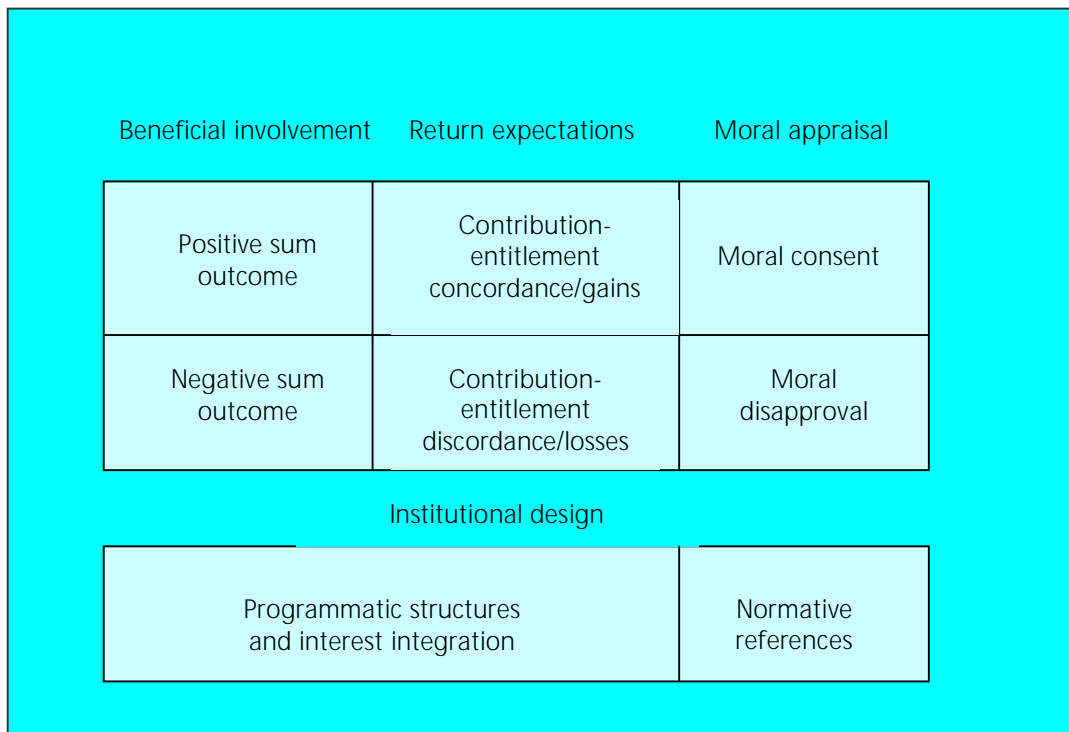 Beneficial involvement Return expectations Moral appraisal
Positive sum
outcome
Contribution-
entitlement
concordance/gains
Moral consent
Negative sum
outcome
Contribution-
entitlement
discordance/losses
Moral
disapproval
Institutional design
Programmatic structures
and interest integration
Normative
references